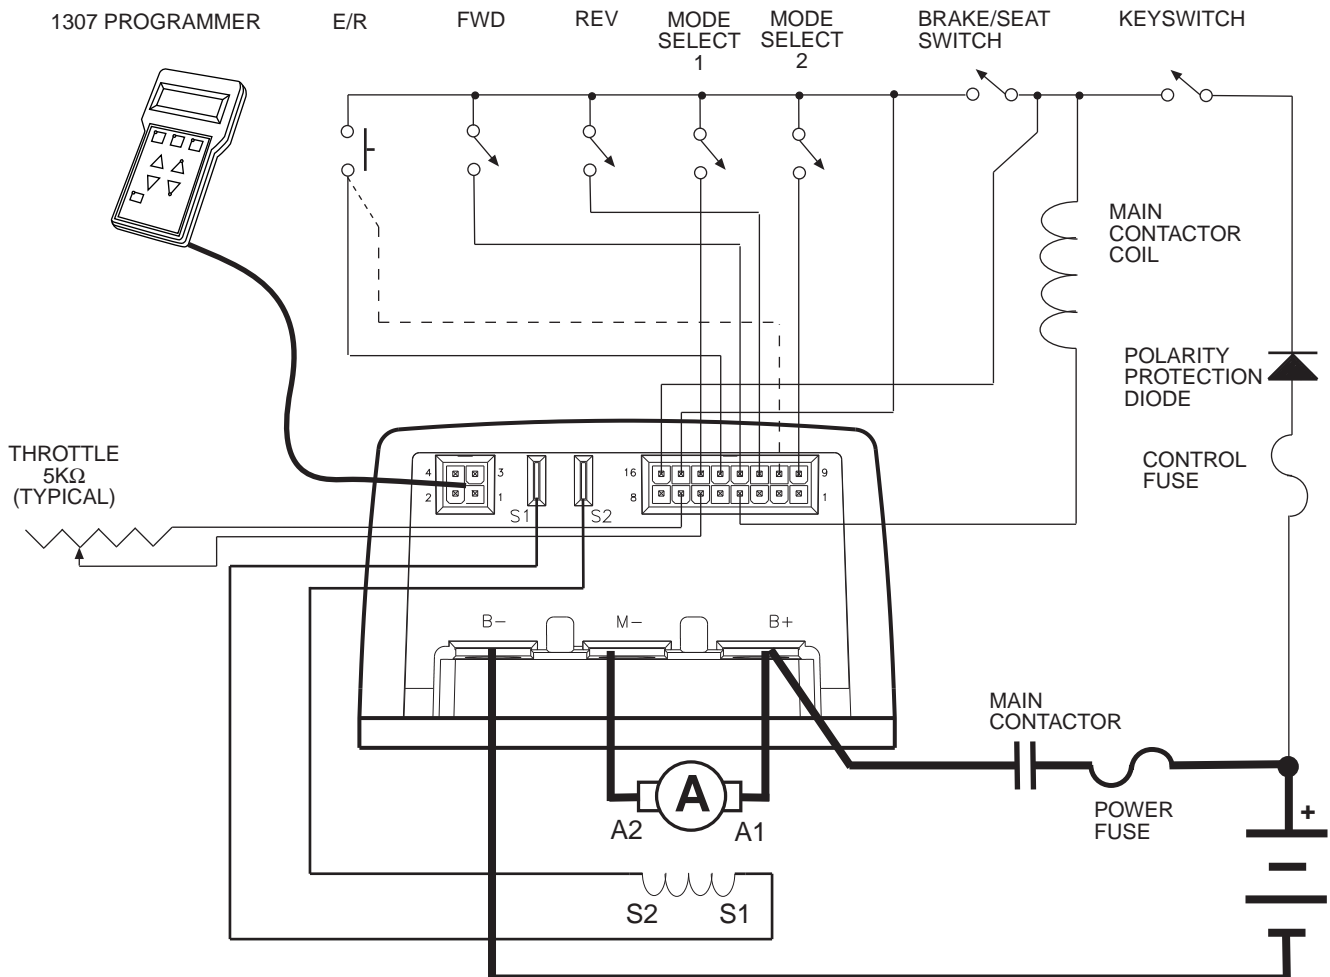 1307 PROGRAMMER
E/R
FWD
REV
MODE
SELECT
1
MODE
SELECT
2
BRAKE/SEAT
SWITCH
KEYSWITCH
MAIN
CONTACTOR
COIL
POLARITY
PROTECTION
DIODE
CONTROL
FUSE
THROTTLE
5KΩ
(TYPICAL)
4
3
2
1
S1
S2
16
9
8
1
B–
M–
B+
MAIN
CONTACTOR
POWER
FUSE
+
A
A2
A1
S2
S1